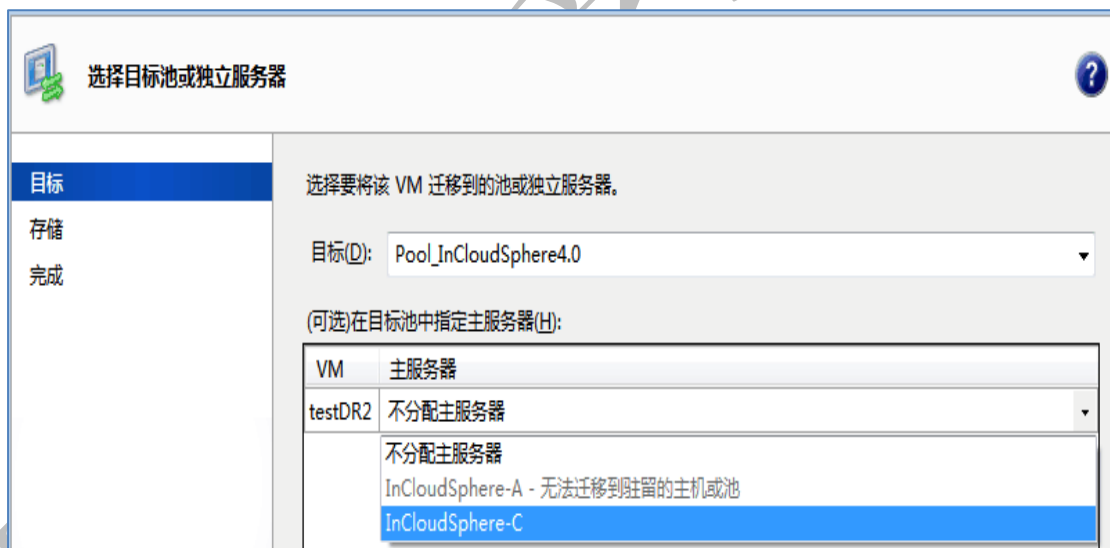 选择目标池或独立服务器
?
目标
存储
完成
选择要将该 VM 迁移到的池或独立服务器。
目标(D): Pool_InCloudSphere4.0
(可选)在目标池中指定主服务器(H):
VM 主服务器
testDR2 不分配主服务器
不分配主服务器
InCloudSphere-A - 无法迁移到驻留的主机或池
InCloudSphere-C